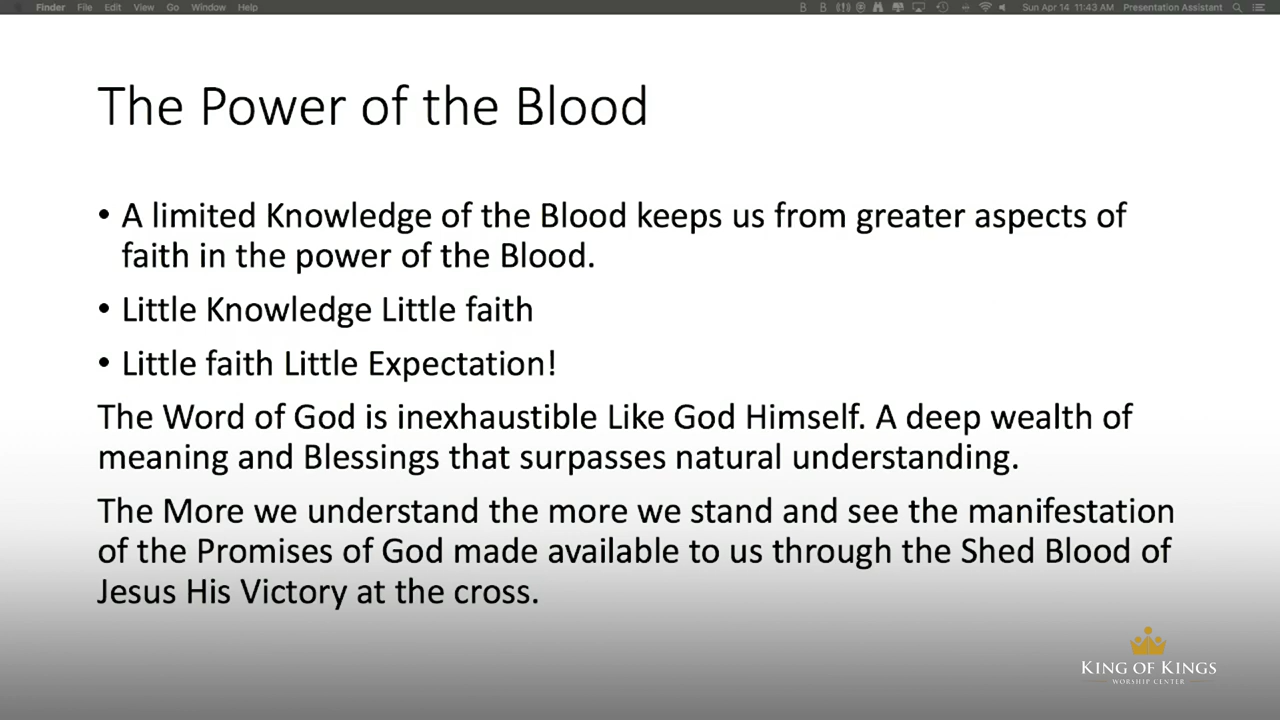 Finder File Edit View Go Window Help Sun Apr 14 11:43 AM Presentation Assistant
The Power of the Blood
• A limited Knowledge of the Blood keeps us from greater aspects of
faith in the power of the Blood.
• Little Knowledge Little faith
• Little faith Little Expectation!
The Word of God is inexhaustible Like God Himself. A deep wealth of
meaning and Blessings that surpasses natural understanding.
The More we understand the more we stand and see the manifestation
of the Promises of God made available to us through the Shed Blood of
Jesus His Victory at the cross.
KING OF KINGS
WORSHIP CENTER